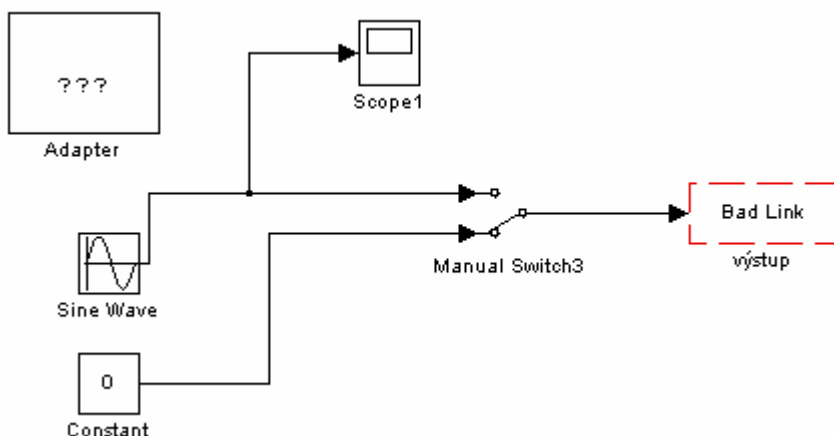 ???
Adapter
Scope1
Sine Wave
Manual Switch3
Bad Link
výstup
0
Constant